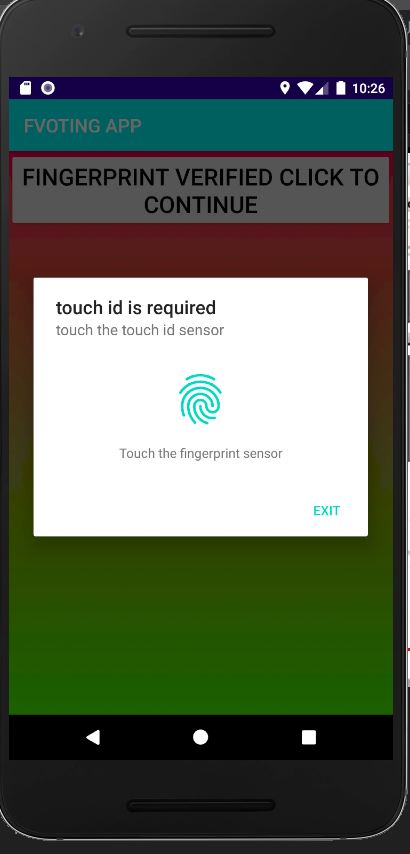 10:26
FVOTING APP
FINGERPRINT VERIFIED CLICK TO
CONTINUE
touch id is required
touch the touch id sensor
Touch the fingerprint sensor
EXIT